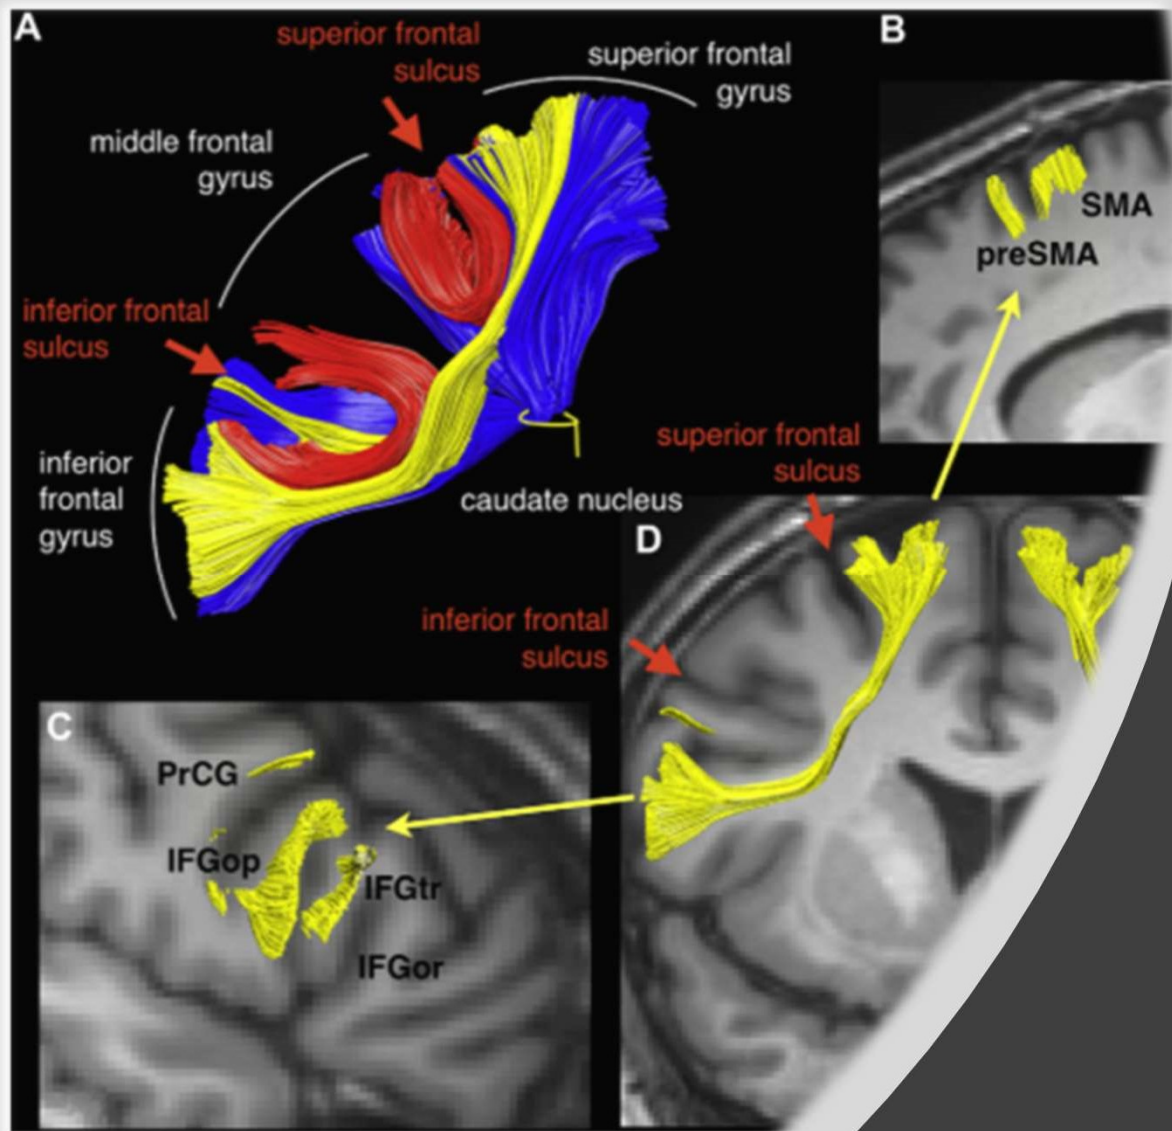 A
superior frontal
sulcus
superior frontal
gyrus
B
middle frontal
gyrus
SMA
preSMA
inferior frontal
sulcus
superior frontal
sulcus
inferior
frontal
gyrus
caudate nucleus
D
inferior frontal
sulcus
C
PrCG
IFGop
IFGtr
IFGor